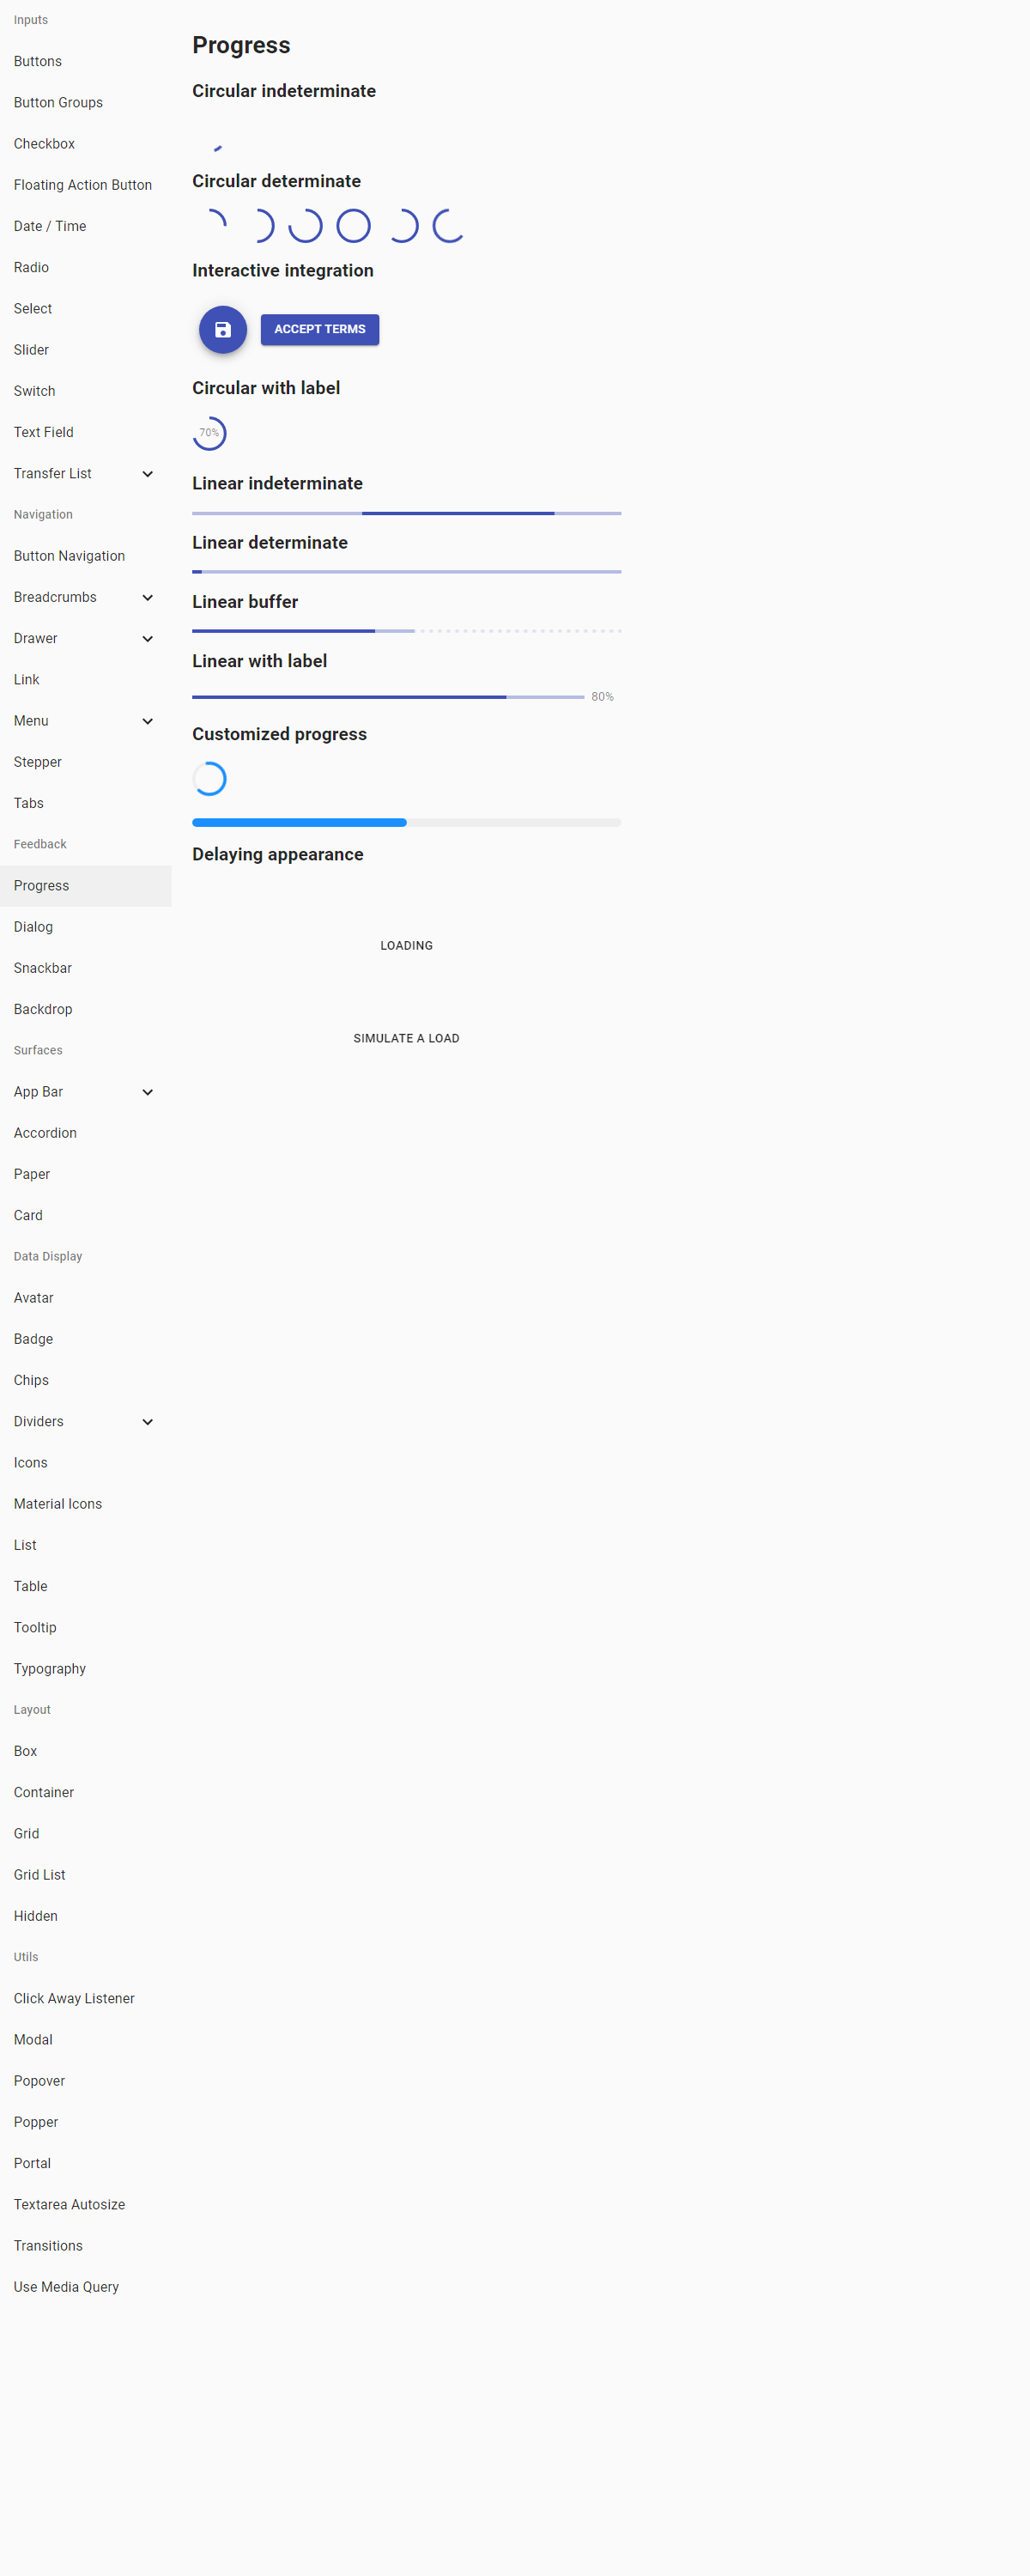 Inputs
Buttons
Button Groups
Checkbox
Floating Action Button
Date / Time
Radio
Select
Slider
Switch
Text Field
Transfer List
Navigation
Button Navigation
Breadcrumbs
Drawer
Link
Menu
Stepper
Tabs
Feedback
Progress
Dialog
Snackbar
Backdrop
Surfaces
App Bar
Accordion
Paper
Card
Data Display
Avatar
Badge
Chips
Dividers
Icons
Material Icons
List
Table
Tooltip
Typography
Layout
Box
Container
Grid
Grid List
Hidden
Utils
Click Away Listener
Modal
Popover
Popper
Portal
Textarea Autosize
Transitions
Use Media Query
Progress
Circular indeterminate
Circular determinate
Interactive integration
ACCEPT TERMS
Circular with label
70%
Linear indeterminate
Linear determinate
Linear buffer
Linear with label
80%
Customized progress
Delaying appearance
LOADING
SIMULATE A LOAD